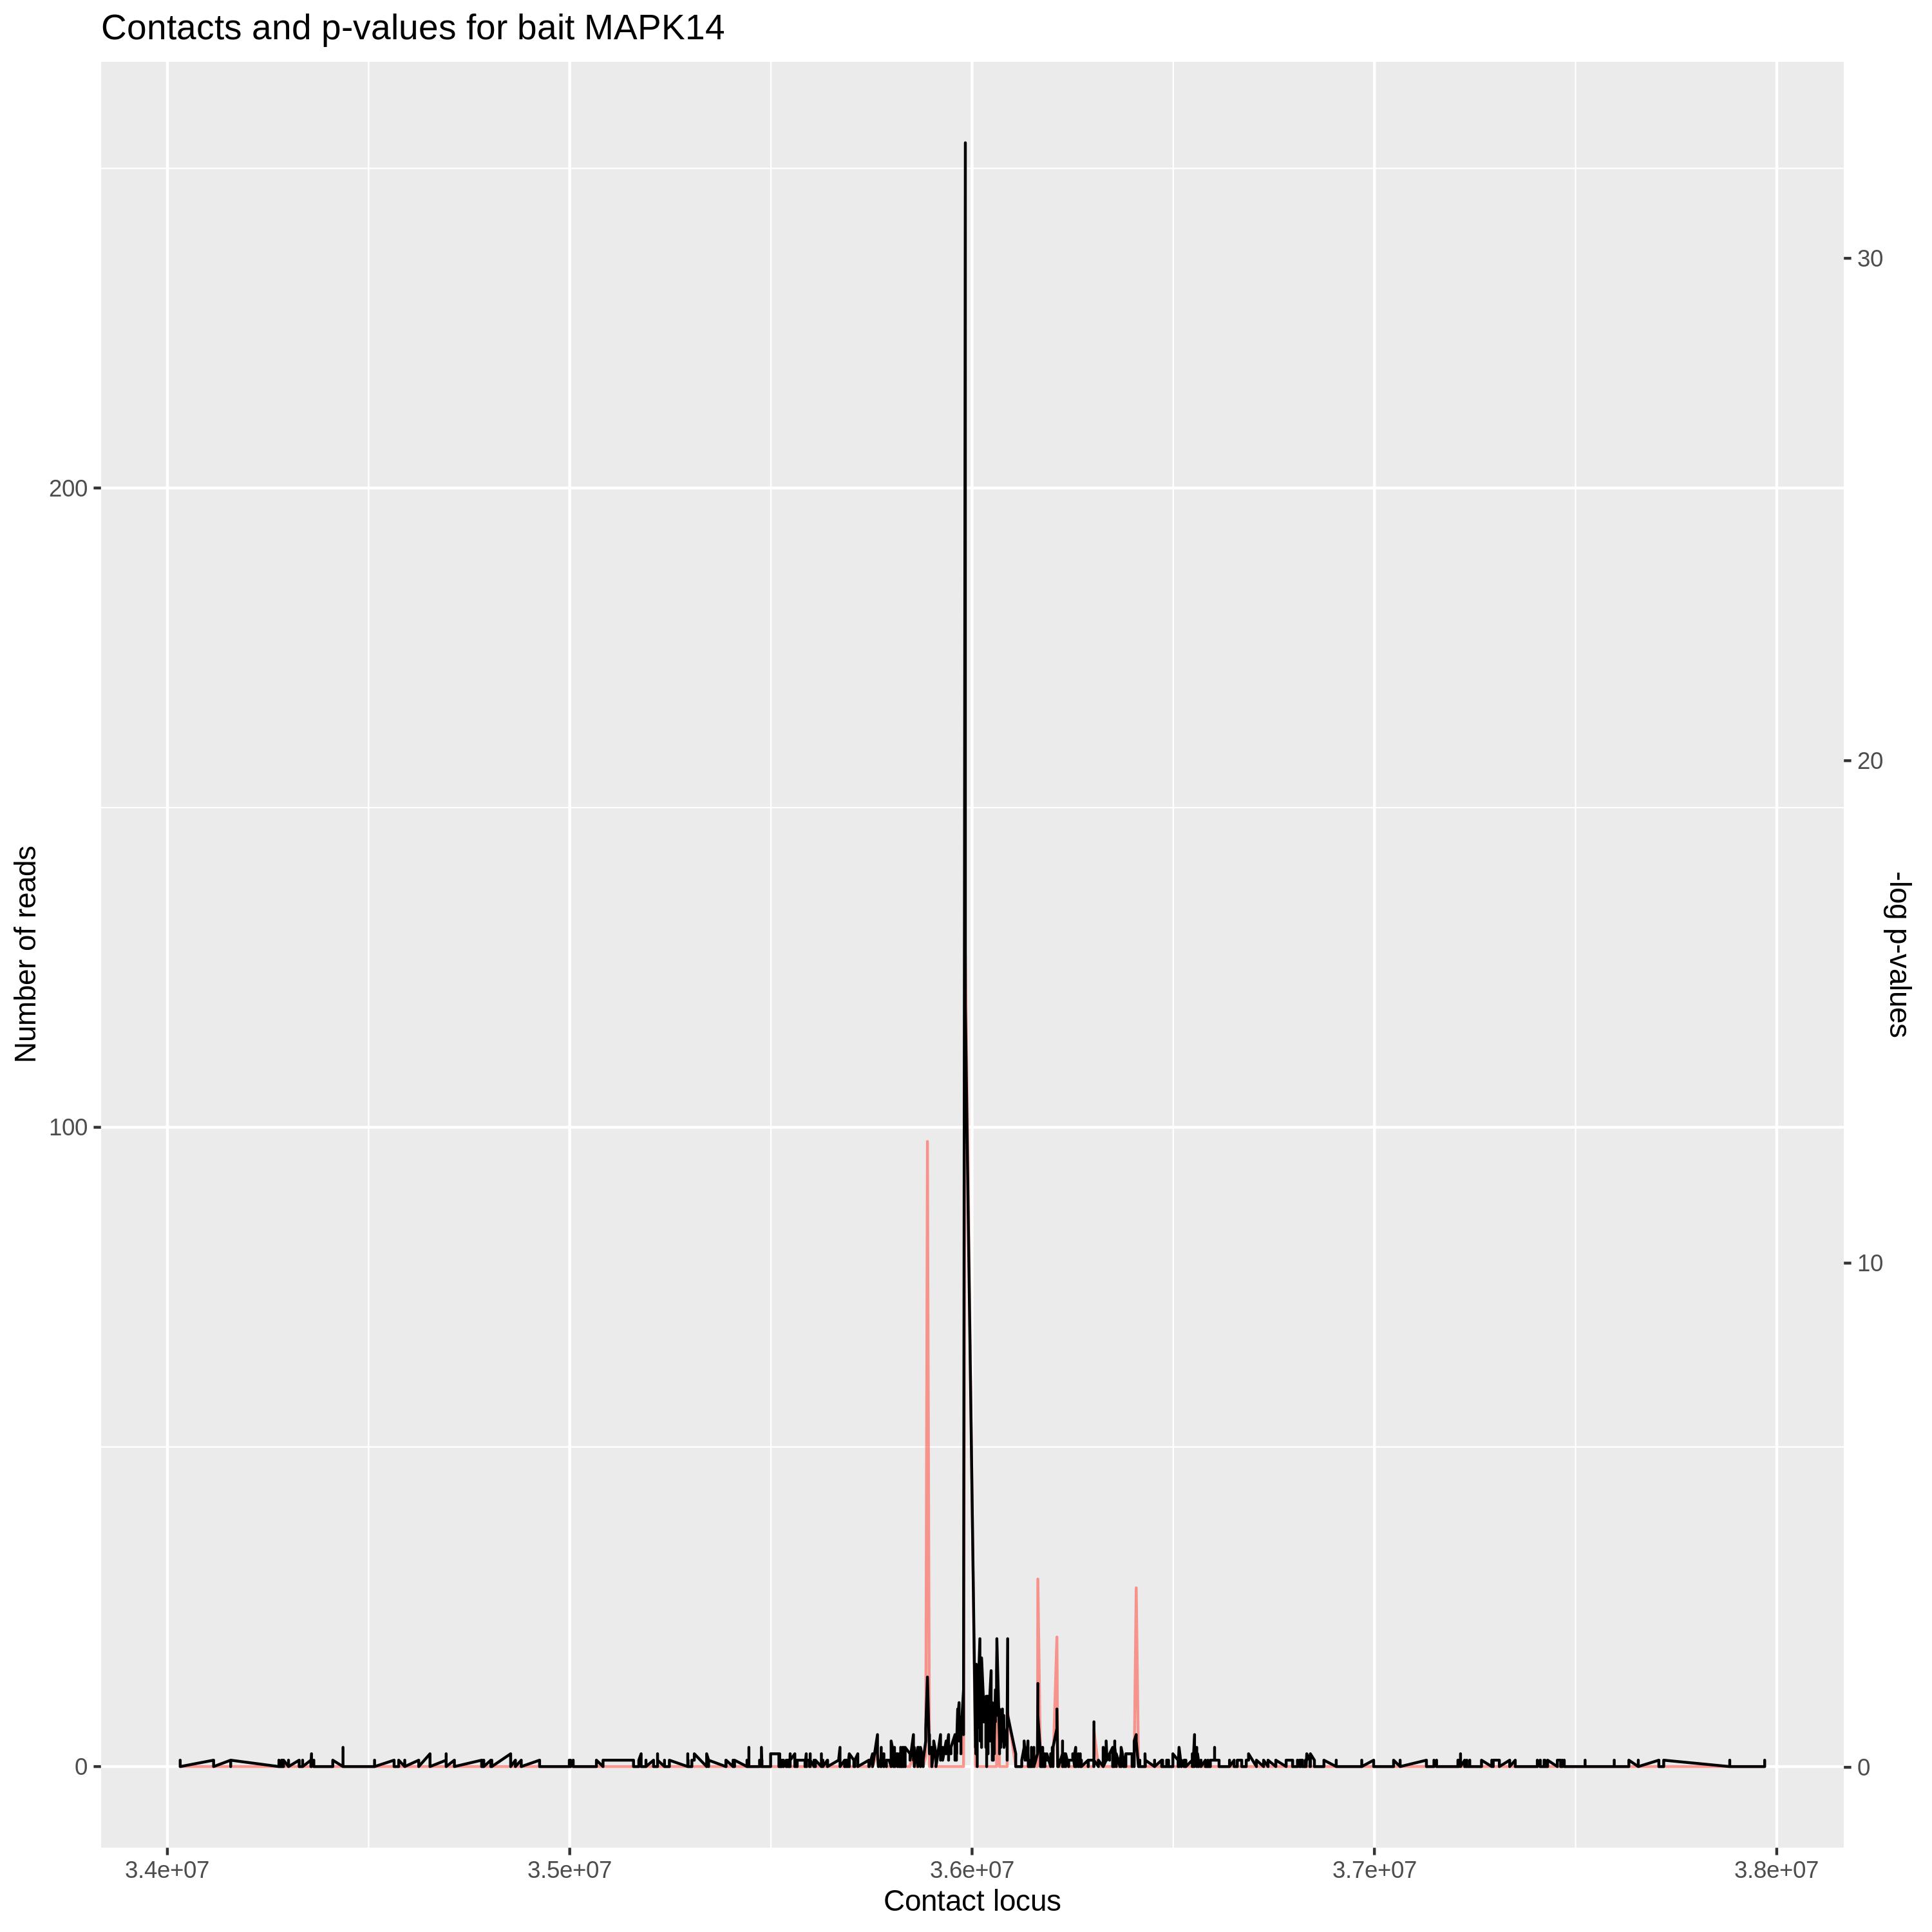 Contacts and p-values for bait MAPK14
Number of reads
200
100
0
30
20
10
0
-log p-values
3.4e+07 3.5e+07 3.6e+07 3.7e+07 3.8e+07
Contact locus